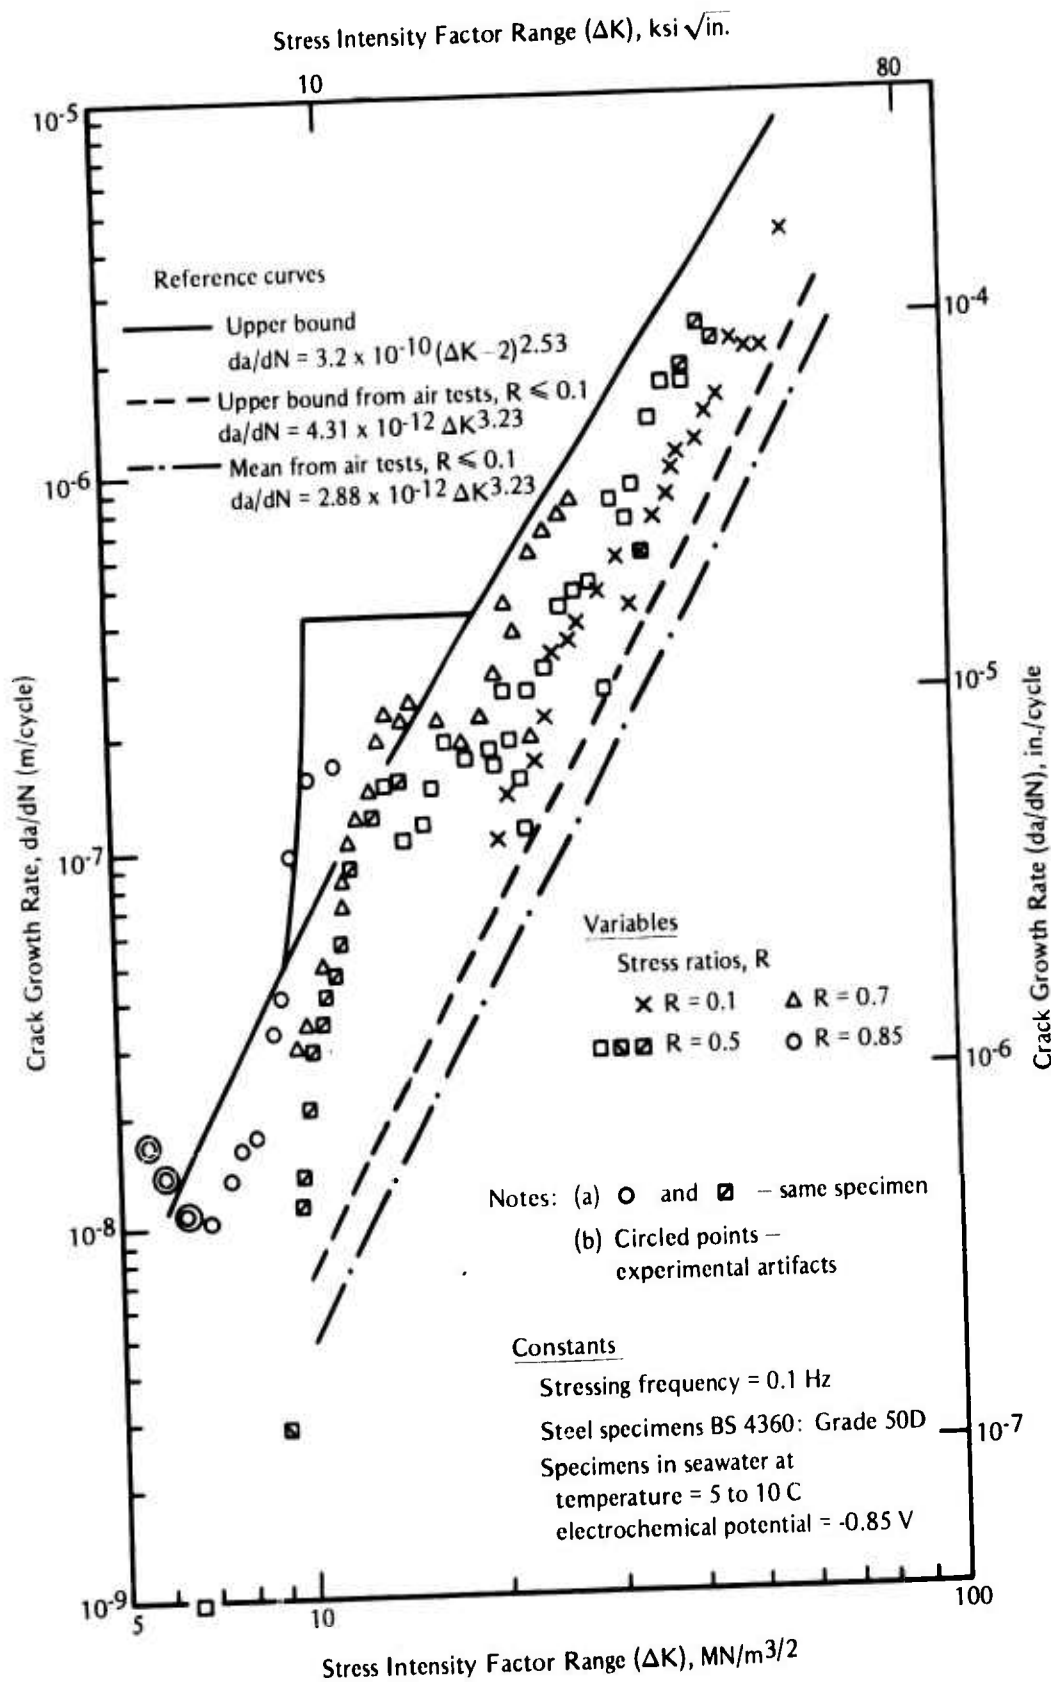 Stress Intensity Factor Range (ΔK), ksi √in.
10
80
10-5
Reference curves
Upper bound
da/dN = 3.2 x 10-10 (ΔK – 2)2.53
Upper bound from air tests, R ⩽ 0.1
da/dN = 4.31 x 10-12 ΔK3.23
Mean from air tests, R ⩽ 0.1
da/dN = 2.88 x 10-12 ΔK3.23
10-4
10-6
10-5
Crack Growth Rate, da/dN (m/cycle)
Crack Growth Rate (da/dN), in./cycle
10-7
Variables
Stress ratios, R
× R = 0.1 △ R = 0.7
□ R = 0.5 ○ R = 0.85
10-6
Notes: (a) ○ and ⍁ – same specimen
(b) Circled points –
experimental artifacts
10-8
Constants
Stressing frequency = 0.1 Hz
Steel specimens BS 4360: Grade 50D
Specimens in seawater at
temperature = 5 to 10 C
electrochemical potential = -0.85 V
10-7
10-9
5
10
100
Stress Intensity Factor Range (ΔK), MN/m3/2